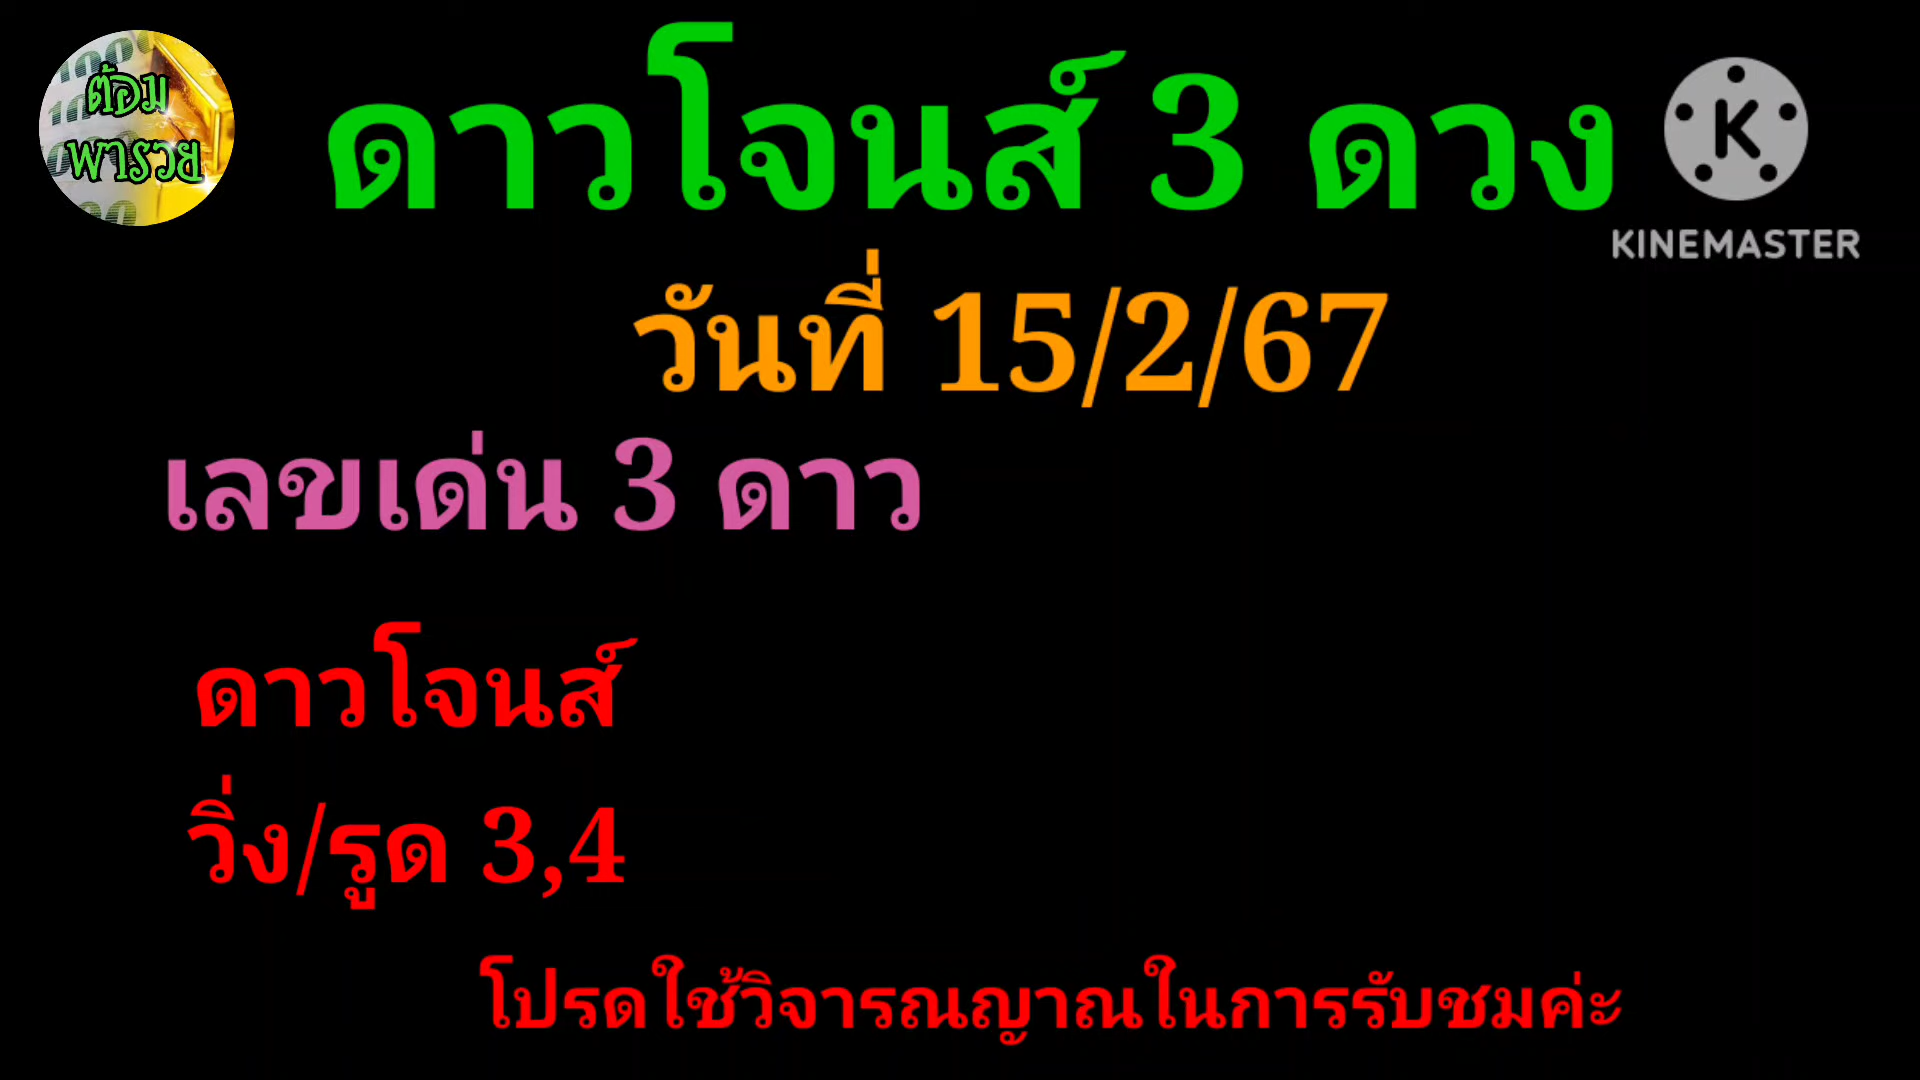 ต้อม
พารวย
ดาวโจนส์ 3 ดวง
KINEMASTER
วันที่ 15/2/67
เลขเด่น 3 ดาว
ดาวโจนส์
วิ่ง/รูด 3,4
โปรดใช้วิจารณญาณในการรับชมค่ะ